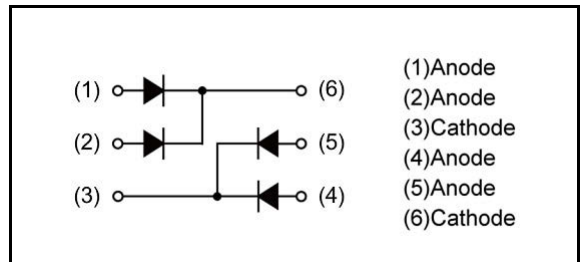 (1)
(6)
(2)
(5)
(3)
(4)
(1)Anode
(2)Anode
(3)Cathode
(4)Anode
(5)Anode
(6)Cathode